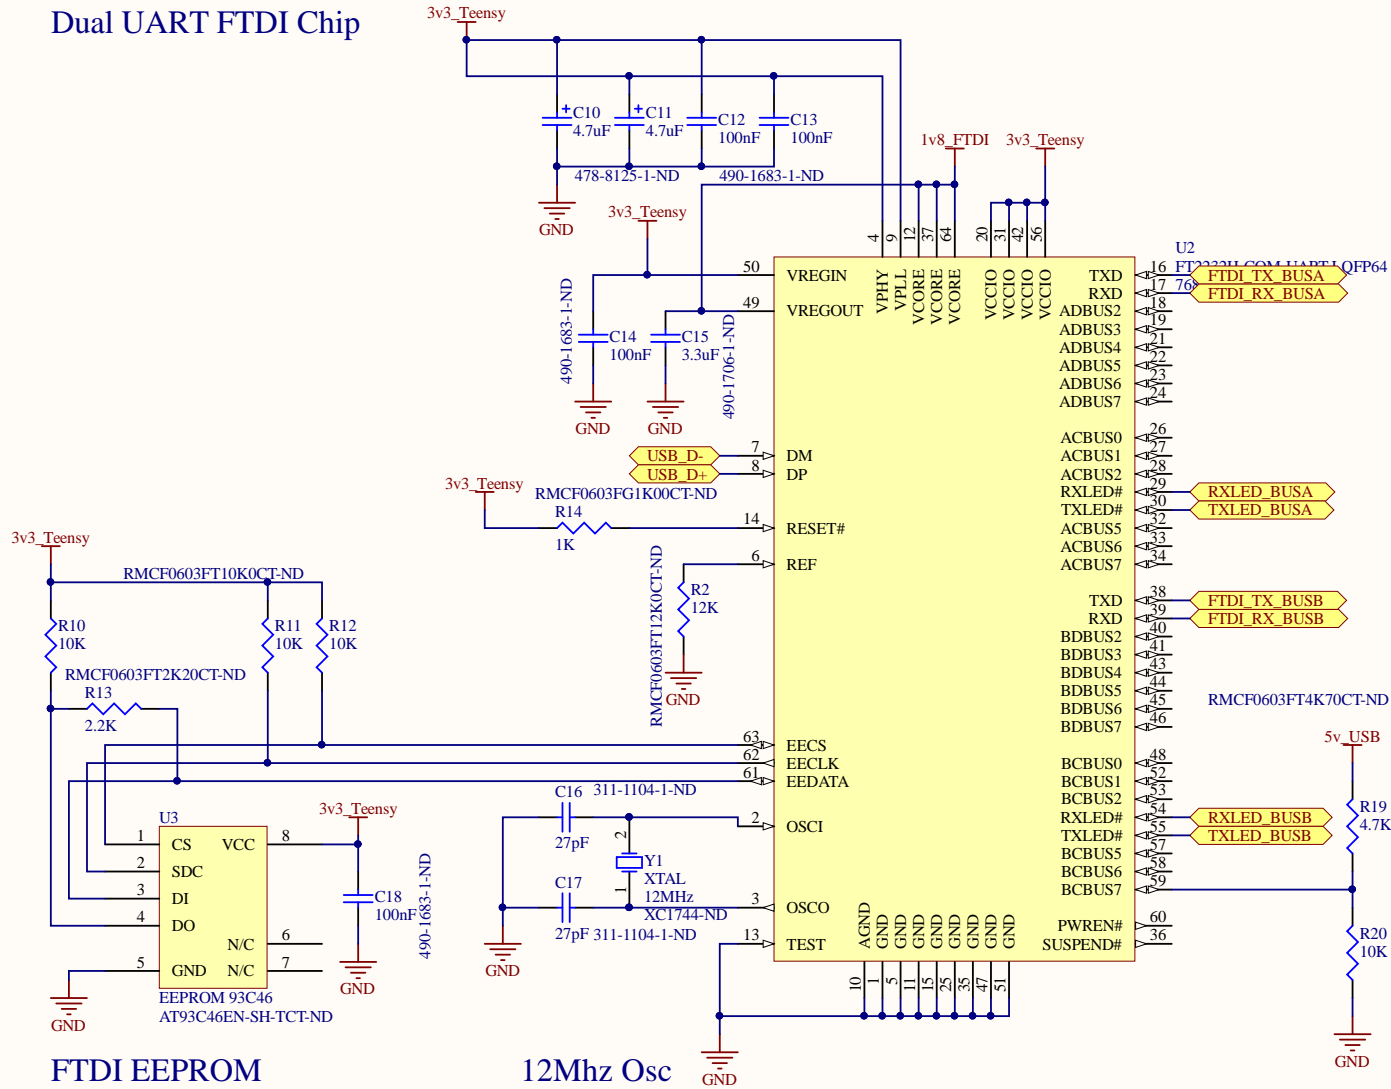 Dual UART FTDI Chip
3v3_Teensy
C10
4.7uF
C11
4.7uF
C12
100nF
C13
100nF
478-8125-1-ND
490-1683-1-ND
GND
1v8_FTDI
3v3_Teensy
3v3_Teensy
4
9
12
37
64
20
31
42
56
VPHY
VPLL
VCORE
VCORE
VCORE
VCCIO
VCCIO
VCCIO
VCCIO
U2
FT2232H-COM-UART-LQFP64
768
50 VREGIN
49 VREGOUT
490-1683-1-ND
C14
100nF
C15
3.3uF
490-1706-1-ND
GND
GND
USB_D- 7 DM
USB_D+ 8 DP
3v3_Teensy
RMCF0603FG1K00CT-ND
R14
1K
14 RESET#
6 REF
RMCF0603FT12K0CT-ND
R2
12K
GND
TXD 16 FTDI_TX_BUSA
RXD 17 FTDI_RX_BUSA
ADBUS2 18
ADBUS3 19
ADBUS4 21
ADBUS5 22
ADBUS6 23
ADBUS7 24
ACBUS0 26
ACBUS1 27
ACBUS2 28
RXLED# 29 RXLED_BUSA
TXLED# 30 TXLED_BUSA
ACBUS5 32
ACBUS6 33
ACBUS7 34
TXD 38 FTDI_TX_BUSB
RXD 39 FTDI_RX_BUSB
BDBUS2 40
BDBUS3 41
BDBUS4 43
BDBUS5 44
BDBUS6 45
BDBUS7 46
BCBUS0 48
BCBUS1 52
BCBUS2 53
RXLED# 54 RXLED_BUSB
TXLED# 55 TXLED_BUSB
BCBUS5 57
BCBUS6 58
BCBUS7 59
PWREN# 60
SUSPEND# 36
RMCF0603FT4K70CT-ND
5v_USB
R19
4.7K
R20
10K
GND
3v3_Teensy
RMCF0603FT10K0CT-ND
R10
10K
R11
10K
R12
10K
RMCF0603FT2K20CT-ND
R13
2.2K
63 EECS
62 EECLK
61 EEDATA
U3
1 CS
2 SDC
3 DI
4 DO
5 GND
VCC 8
N/C 6
N/C 7
EEPROM 93C46
AT93C46EN-SH-TCT-ND
GND
3v3_Teensy
C18
100nF
490-1683-1-ND
GND
C16
27pF
311-1104-1-ND
2
1
Y1
XTAL
12MHz
XC1744-ND
C17
27pF
311-1104-1-ND
GND
2 OSCI
3 OSCO
13 TEST
AGND
GND
GND
GND
GND
GND
GND
GND
GND
10
1
5
11
15
25
35
47
51
GND
FTDI EEPROM
12Mhz Osc